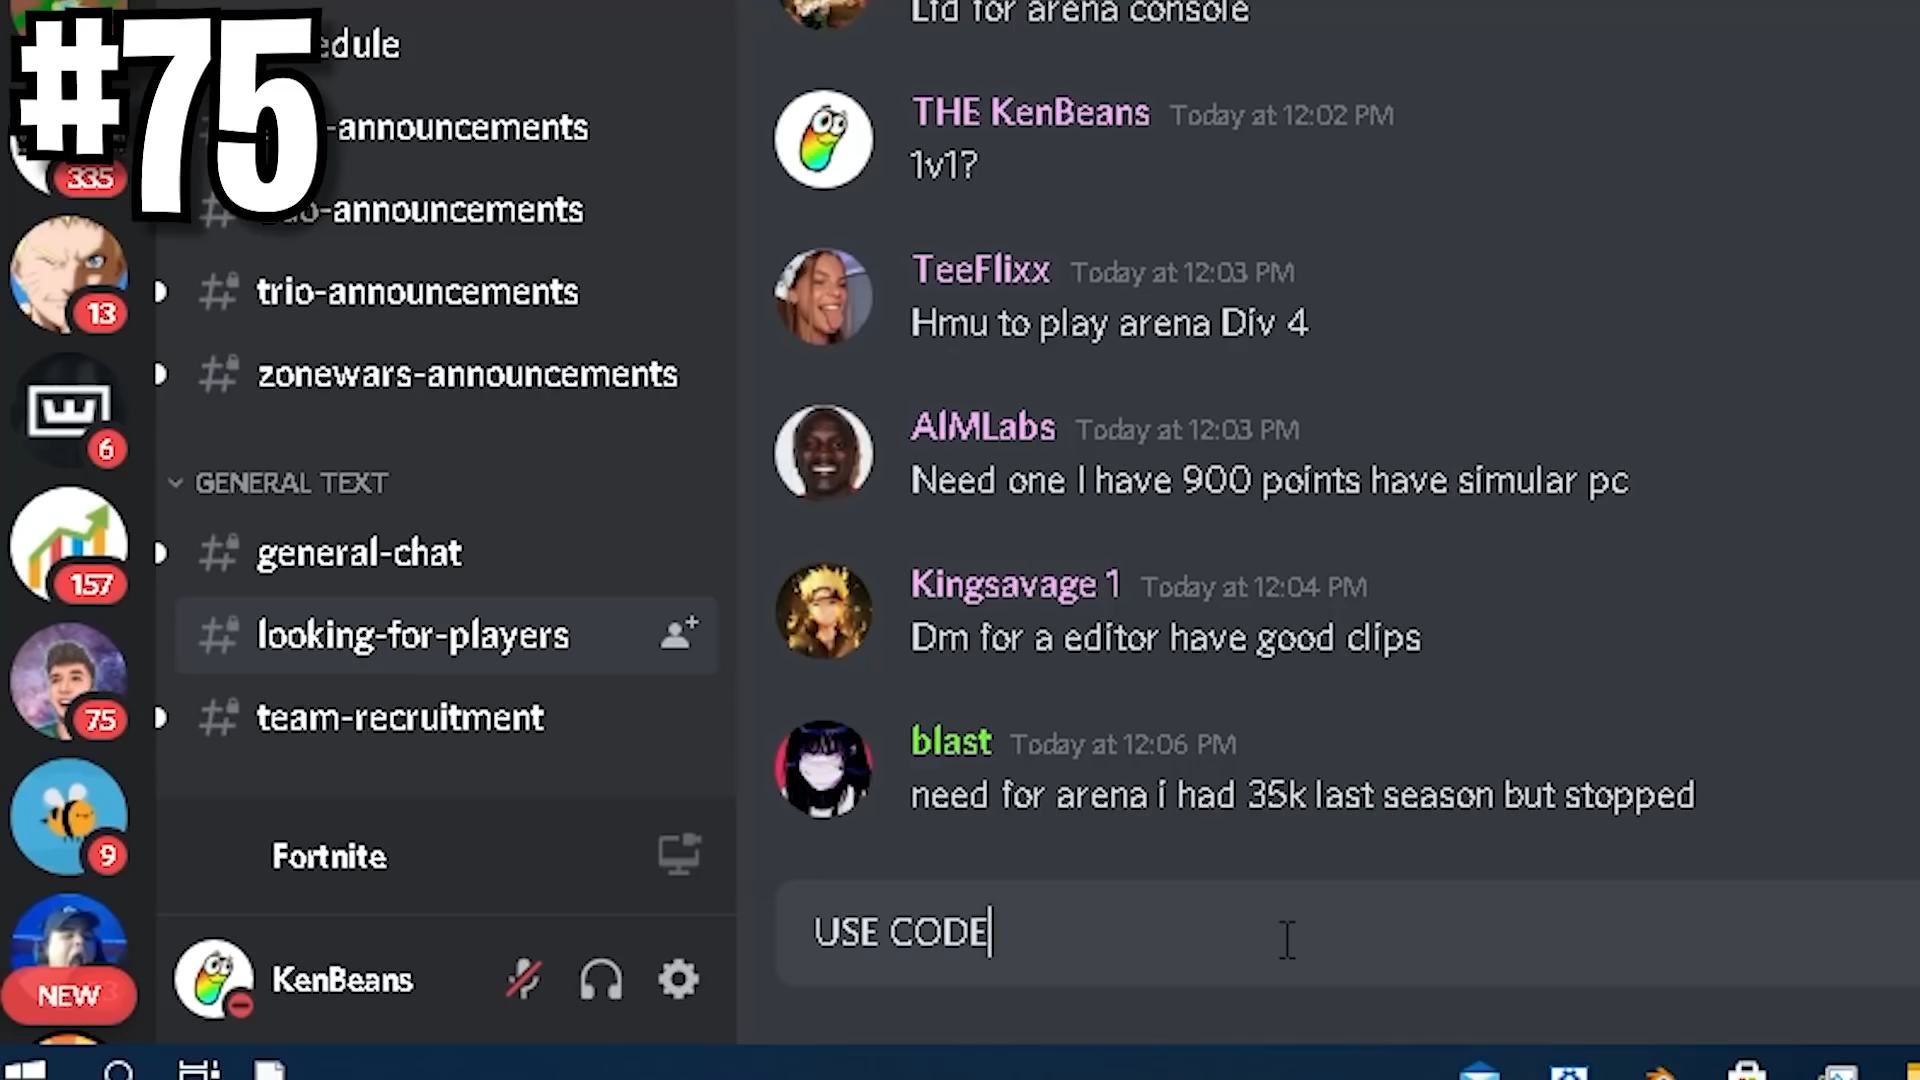 #75
edule
Lfd for arena console
-announcements
335
-announcements
trio-announcements
13
zonewars-announcements
6
GENERAL TEXT
general-chat
157
looking-for-players
75
team-recruitment
9
Fortnite
NEW
KenBeans
THE KenBeans Today at 12:02 PM
1v1?
TeeFlixx Today at 12:03 PM
Hmu to play arena Div 4
AIMLabs Today at 12:03 PM
Need one I have 900 points have simular pc
Kingsavage 1 Today at 12:04 PM
Dm for a editor have good clips
blast Today at 12:06 PM
need for arena i had 35k last season but stopped
USE CODE